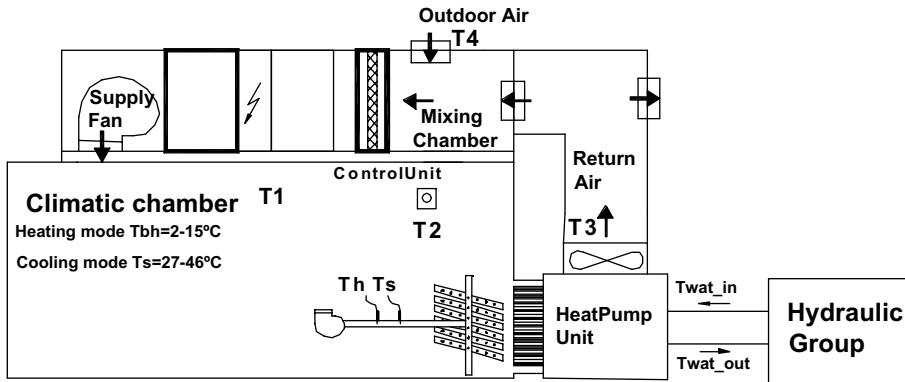 Outdoor Air
T4
Supply
Fan
Mixing
Chamber
Return
Air
ControlUnit
Climatic chamber
T1
T2
T3
Heating mode Tbh=2-15ºC
Cooling mode Ts=27-46ºC
Th Ts
HeatPump
Unit
Twat_in
Twat_out
Hydraulic
Group